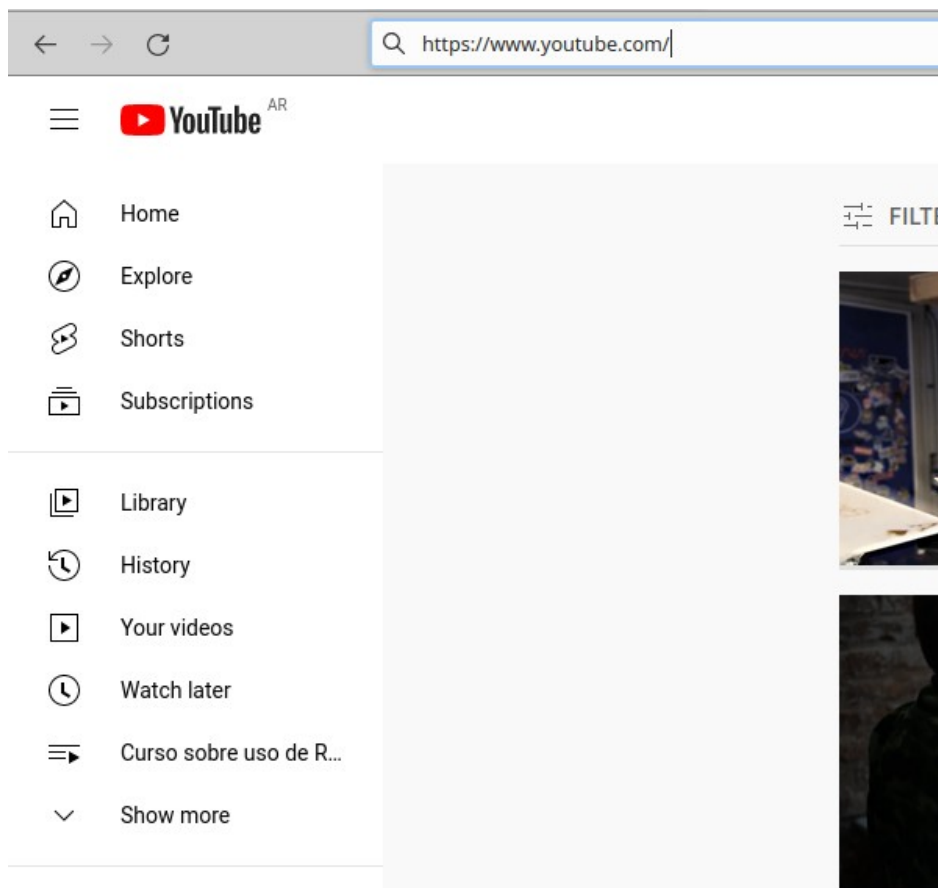 https://www.youtube.com/
YouTube AR
Home
Explore
Shorts
Subscriptions
Library
History
Your videos
Watch later
Curso sobre uso de R...
Show more
FILTE